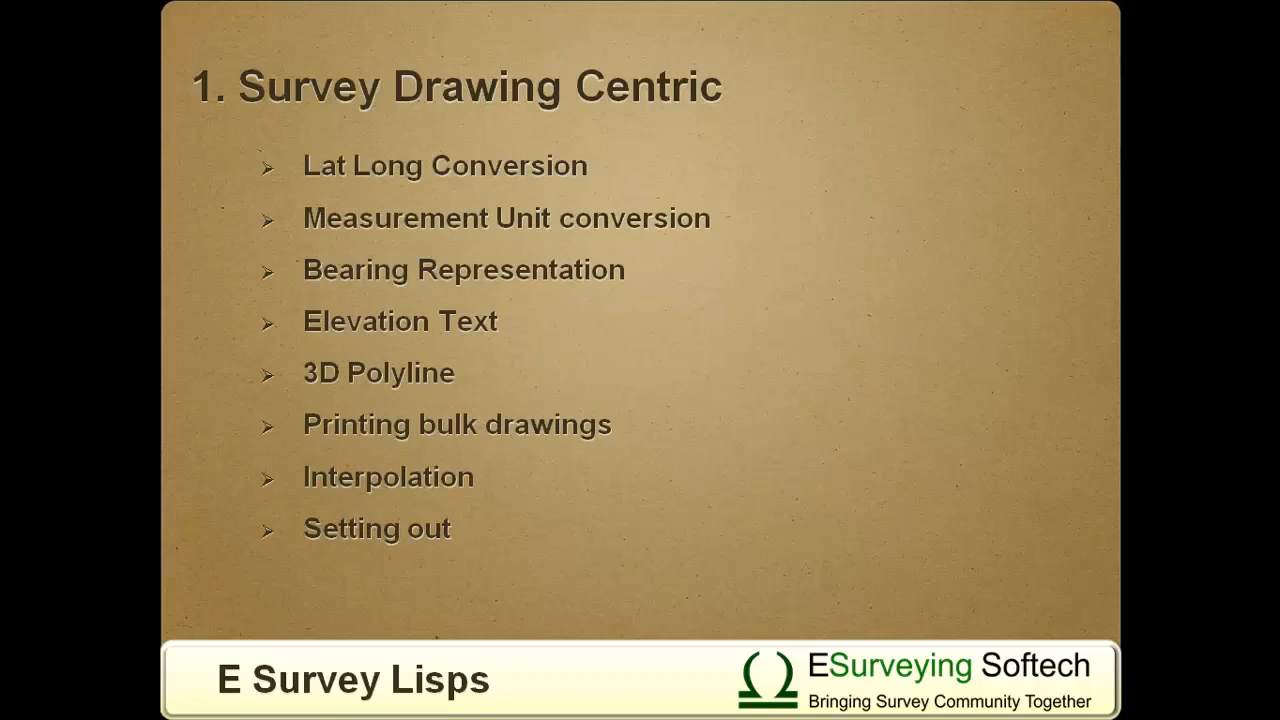 1. Survey Drawing Centric
Lat Long Conversion
Measurement Unit conversion
Bearing Representation
Elevation Text
3D Polyline
Printing bulk drawings
Interpolation
Setting out
E Survey Lisps
ESurveying Softech
Bringing Survey Community Together